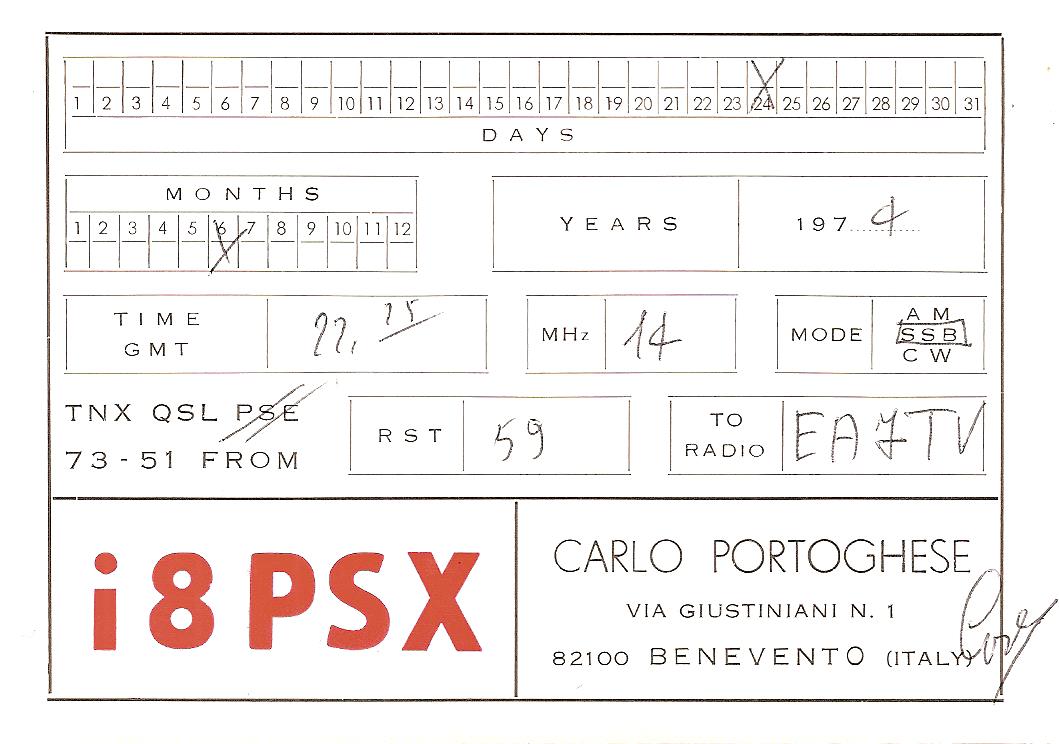 1 2 3 4 5 6 7 8 9 10 11 12 13 14 15 16 17 18 19 20 21 22 23 24 25 26 27 28 29 30 31
DAYS
MONTHS
1 2 3 4 5 6 7 8 9 10 11 12
YEARS 197 4
TIME GMT 22,15
MHz 14
MODE AM SSB CW
TNX QSL PSE
73-51 FROM
RST 59
TO RADIO EA7TV
i8PSX
CARLO PORTOGHESE
VIA GIUSTINIANI N. 1
82100 BENEVENTO (ITALY)